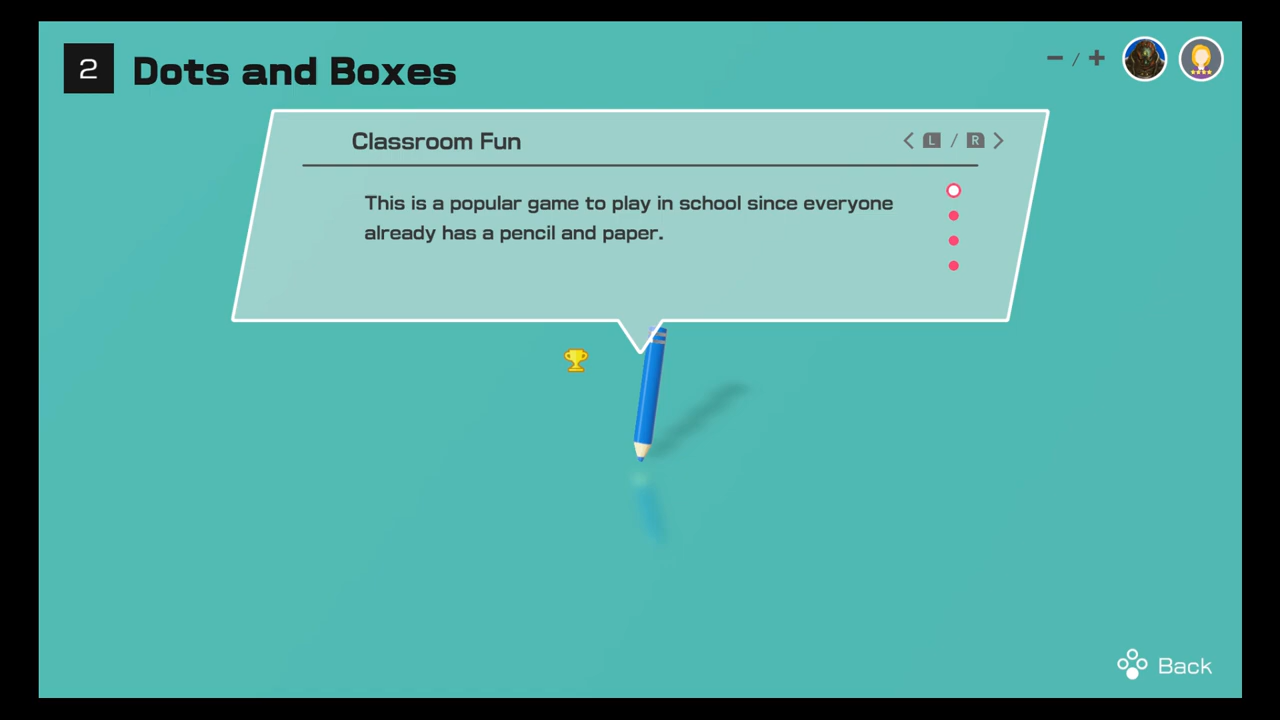 2 Dots and Boxes
− / +
Classroom Fun
< L / R >
This is a popular game to play in school since everyone
already has a pencil and paper.
Back